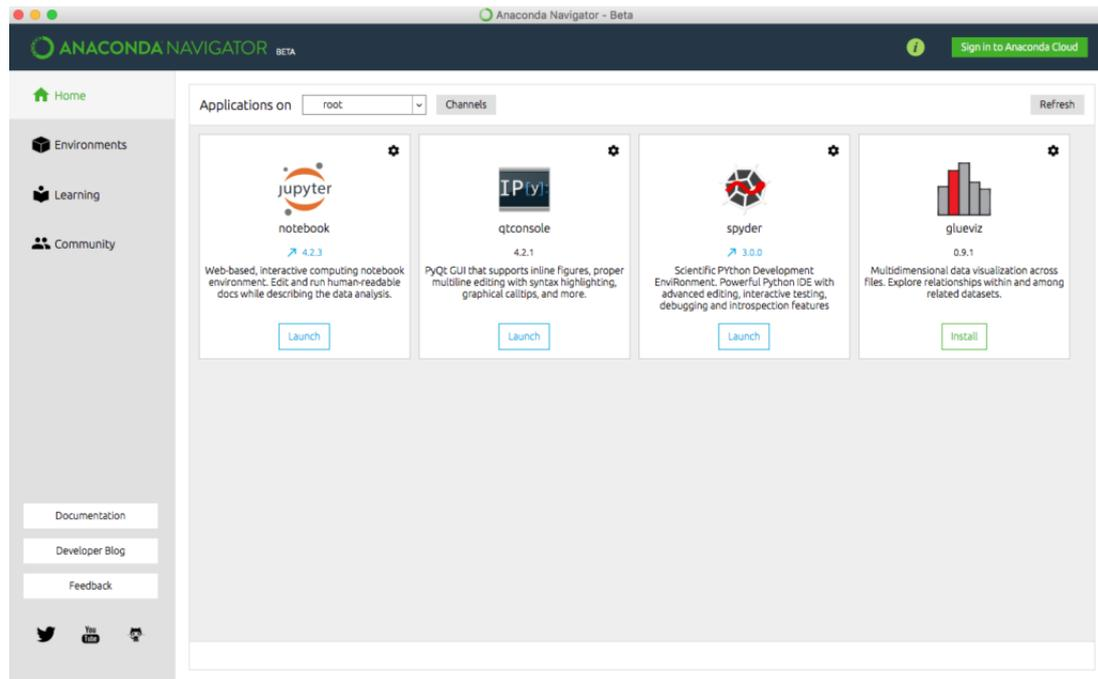 Anaconda Navigator - Beta
ANACONDA NAVIGATOR BETA
i
Sign in to Anaconda Cloud
Home
Environments
Learning
Community
Applications on root Channels Refresh
jupyter
notebook
4.2.3
Web-based, interactive computing notebook
environment. Edit and run human-readable
docs while describing the data analysis.
Launch
IP[y]:
qtconsole
4.2.1
PyQt GUI that supports inline figures, proper
multiline editing with syntax highlighting,
graphical calltips, and more.
Launch
spyder
3.0.0
Scientific PYthon Development
EnviRonment. Powerful Python IDE with
advanced editing, interactive testing,
debugging and introspection features
Launch
glueviz
0.9.1
Multidimensional data visualization across
files. Explore relationships within and among
related datasets.
Install
Documentation
Developer Blog
Feedback
You
Tube